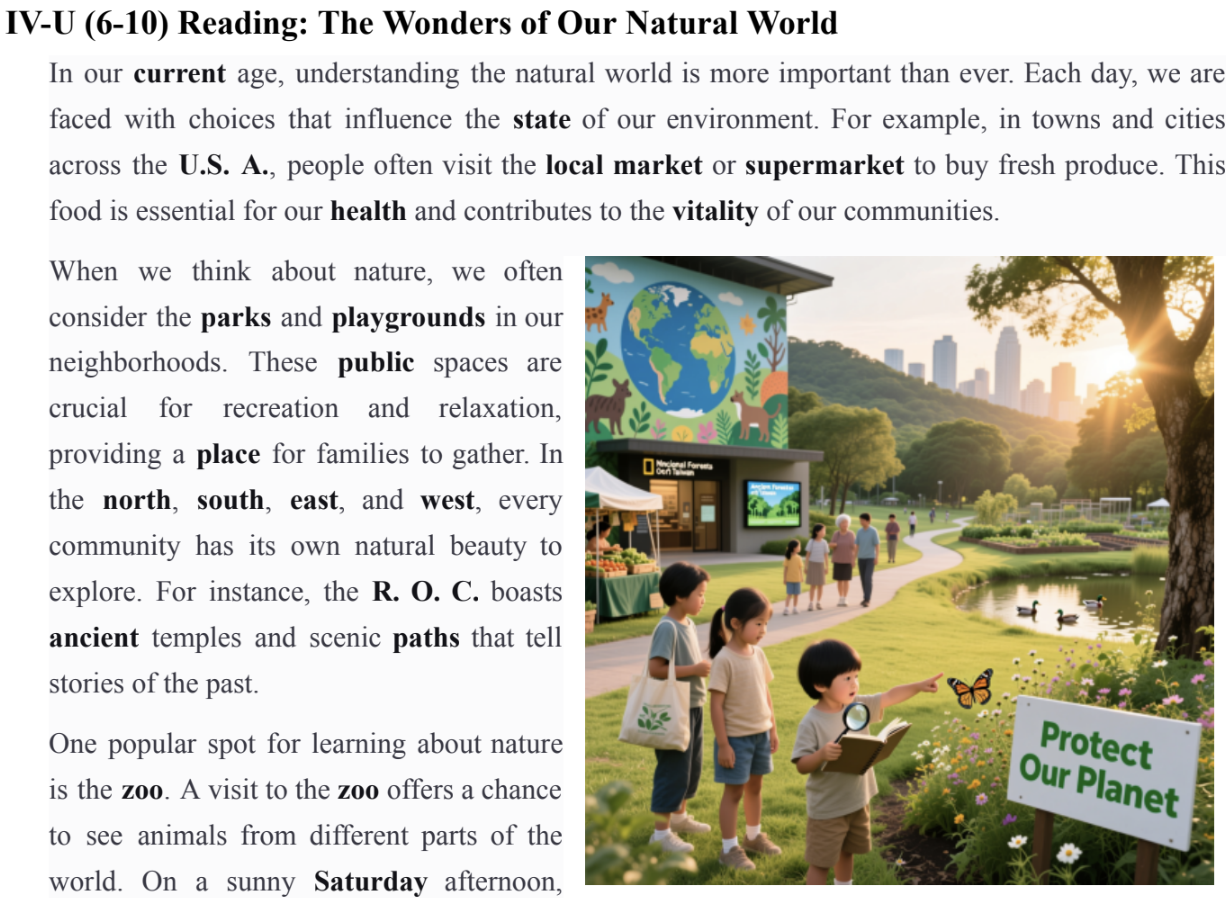 IV-U (6-10) Reading: The Wonders of Our Natural World
In our current age, understanding the natural world is more important than ever. Each day, we are
faced with choices that influence the state of our environment. For example, in towns and cities
across the U.S. A., people often visit the local market or supermarket to buy fresh produce. This
food is essential for our health and contributes to the vitality of our communities.
When we think about nature, we often
consider the parks and playgrounds in our
neighborhoods. These public spaces are
crucial for recreation and relaxation,
providing a place for families to gather. In
the north, south, east, and west, every
community has its own natural beauty to
explore. For instance, the R. O. C. boasts
ancient temples and scenic paths that tell
stories of the past.
One popular spot for learning about nature
is the zoo. A visit to the zoo offers a chance
to see animals from different parts of the
world. On a sunny Saturday afternoon,
Protect
Our Planet